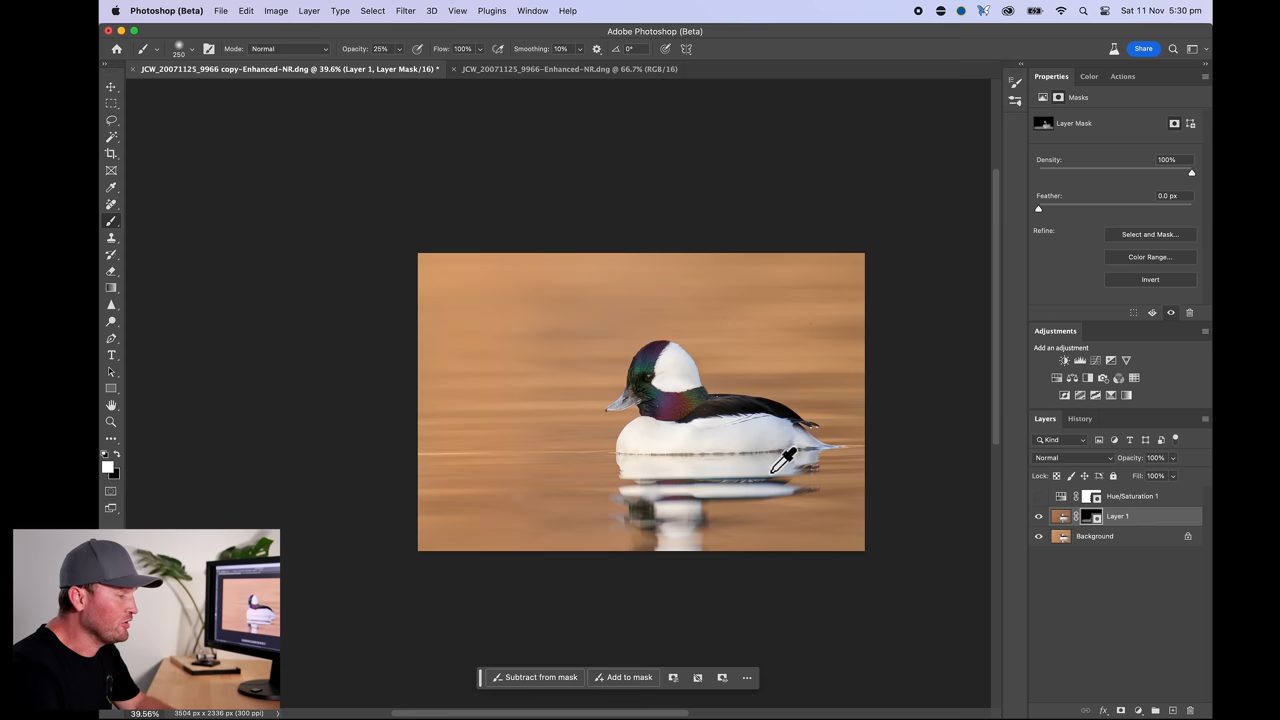 Photoshop (Beta) File Edit Image Layer Type Select Filter 3D View Plugins Window Help Sat 11 Nov 5:30 pm
Adobe Photoshop (Beta)
250 Mode: Normal Opacity: 25% Flow: 100% Smoothing: 10% 0° Share
JCW_20071125_9966 copy-Enhanced-NR.dng @ 39.6% (Layer 1, Layer Mask/16) * JCW_20071125_9966-Enhanced-NR.dng @ 66.7% (RGB/16)
Properties Color Actions
Masks
Layer Mask
Density: 100%
Feather: 0.0 px
Refine: Select and Mask...
Color Range...
Invert
Adjustments
Add an adjustment
Layers History
Kind
Normal Opacity: 100%
Lock: Fill: 100%
Hue/Saturation 1
Layer 1
Background
Subtract from mask Add to mask
39.56% 3504 px x 2336 px (300 ppi)